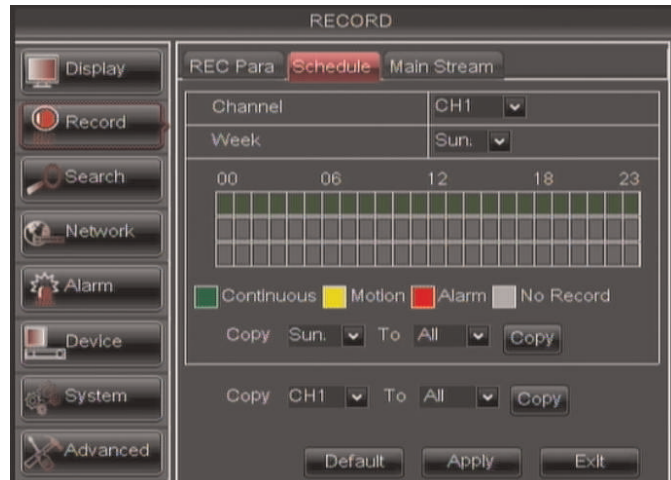 RECORD
Display
Record
Search
Network
Alarm
Device
System
Advanced
REC Para Schedule Main Stream
Channel CH1
Week Sun.
00 06 12 18 23
Continuous Motion Alarm No Record
Copy Sun. To All Copy
Copy CH1 To All Copy
Default Apply Exit